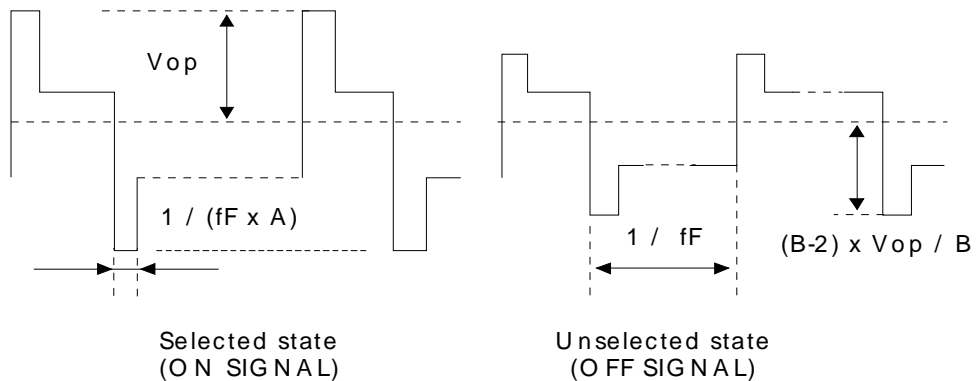 Vop
1 / (fF x A)
1 / fF
(B-2) x Vop / B
Selected state
(ON SIGNAL)
Unselected state
(OFF SIGNAL)